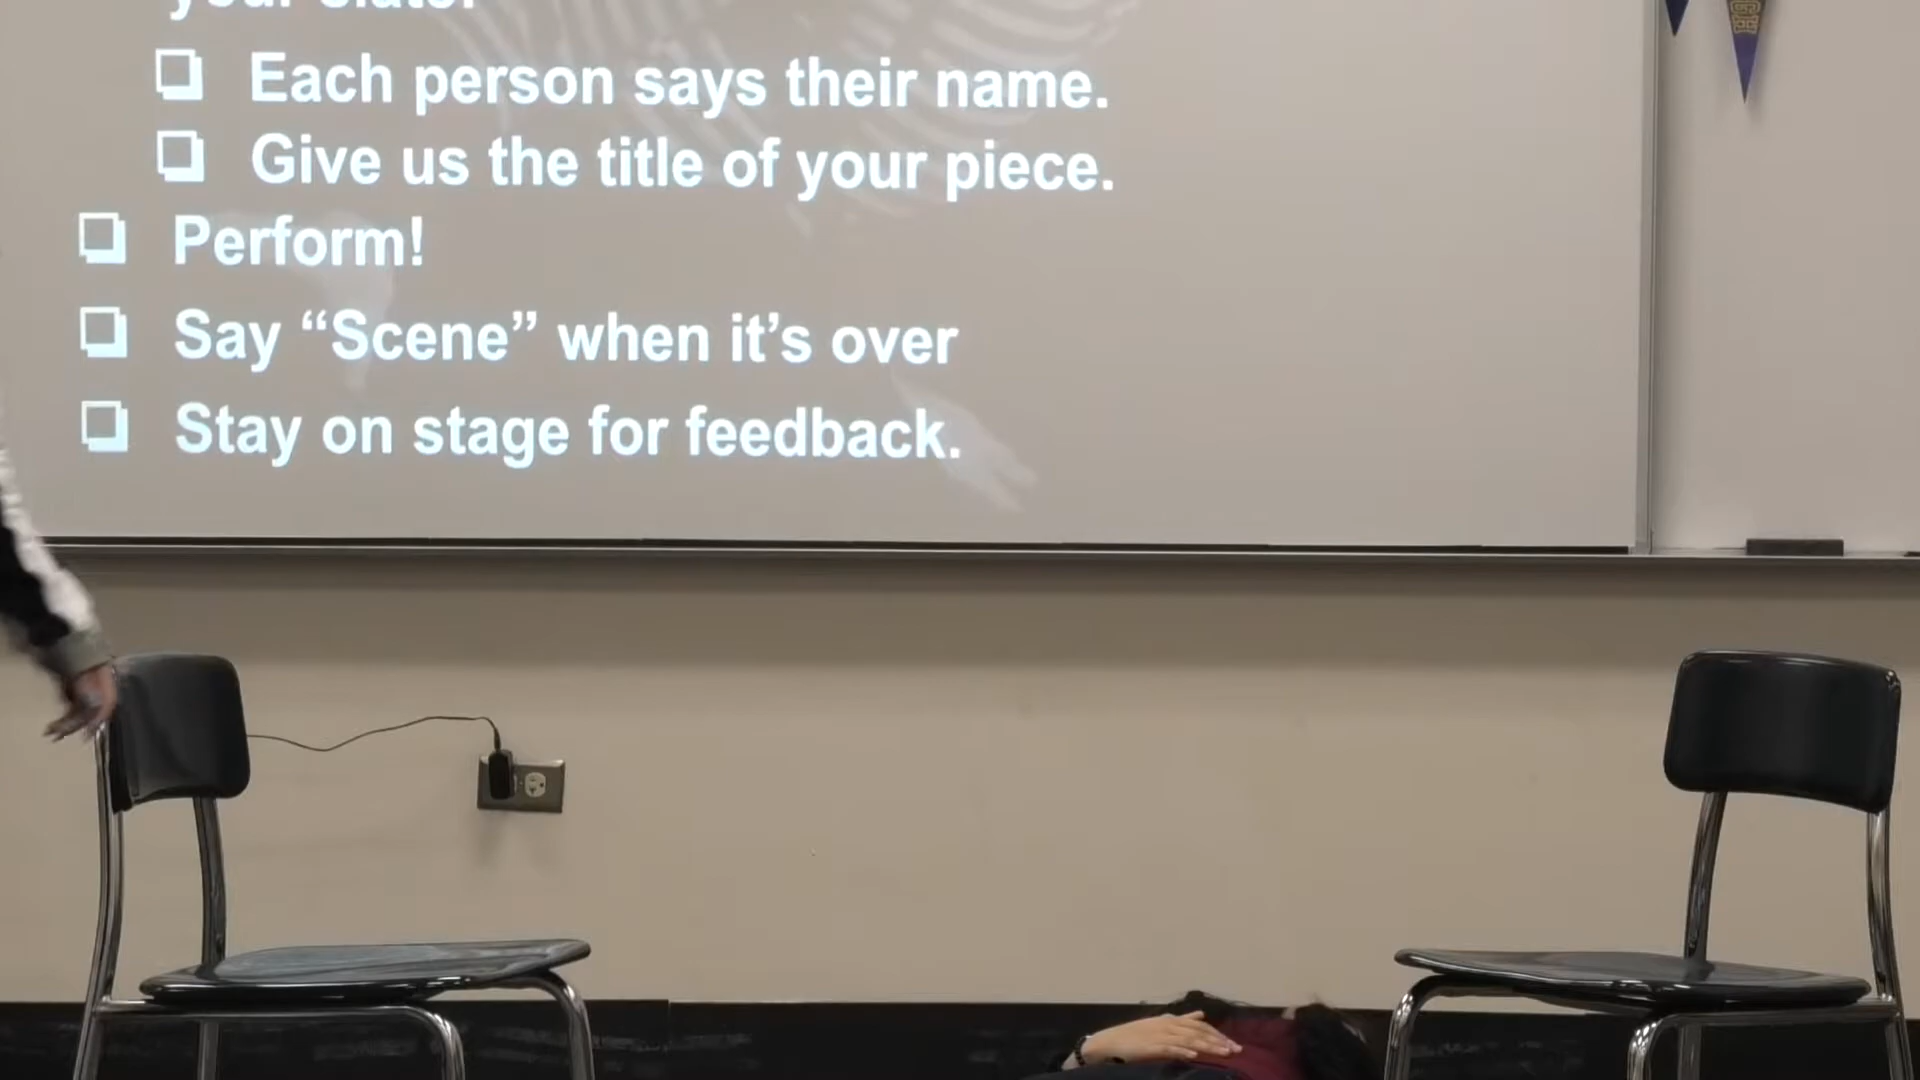 Each person says their name.
Give us the title of your piece.
Perform!
Say “Scene” when it’s over
Stay on stage for feedback.